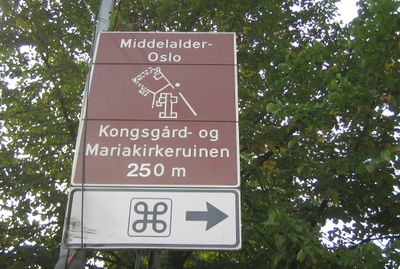 Middelalder-
Oslo
Kongsgård- og
Mariakirkeruinen
250 m